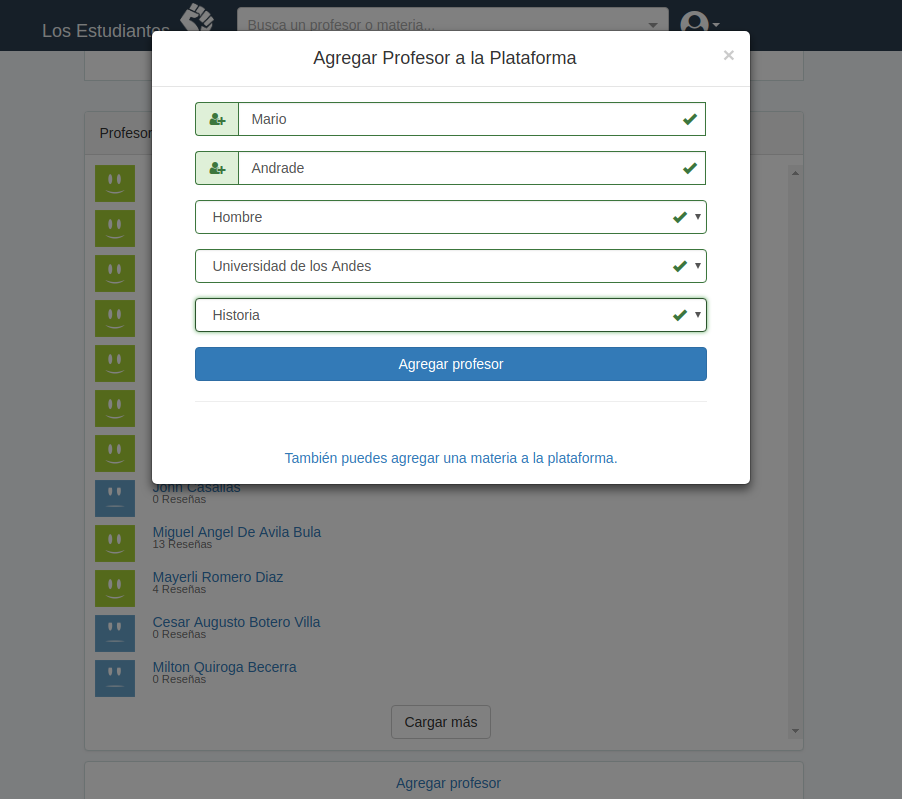 Los Estudiantes
Busca un profesor o materia...
Agregar Profesor a la Plataforma
×
Profesor
Mario
Andrade
Hombre
Universidad de los Andes
Historia
Agregar profesor
También puedes agregar una materia a la plataforma.
John Casallas
0 Reseñas
Miguel Angel De Avila Bula
13 Reseñas
Mayerli Romero Diaz
4 Reseñas
Cesar Augusto Botero Villa
0 Reseñas
Milton Quiroga Becerra
0 Reseñas
Cargar más
Agregar profesor